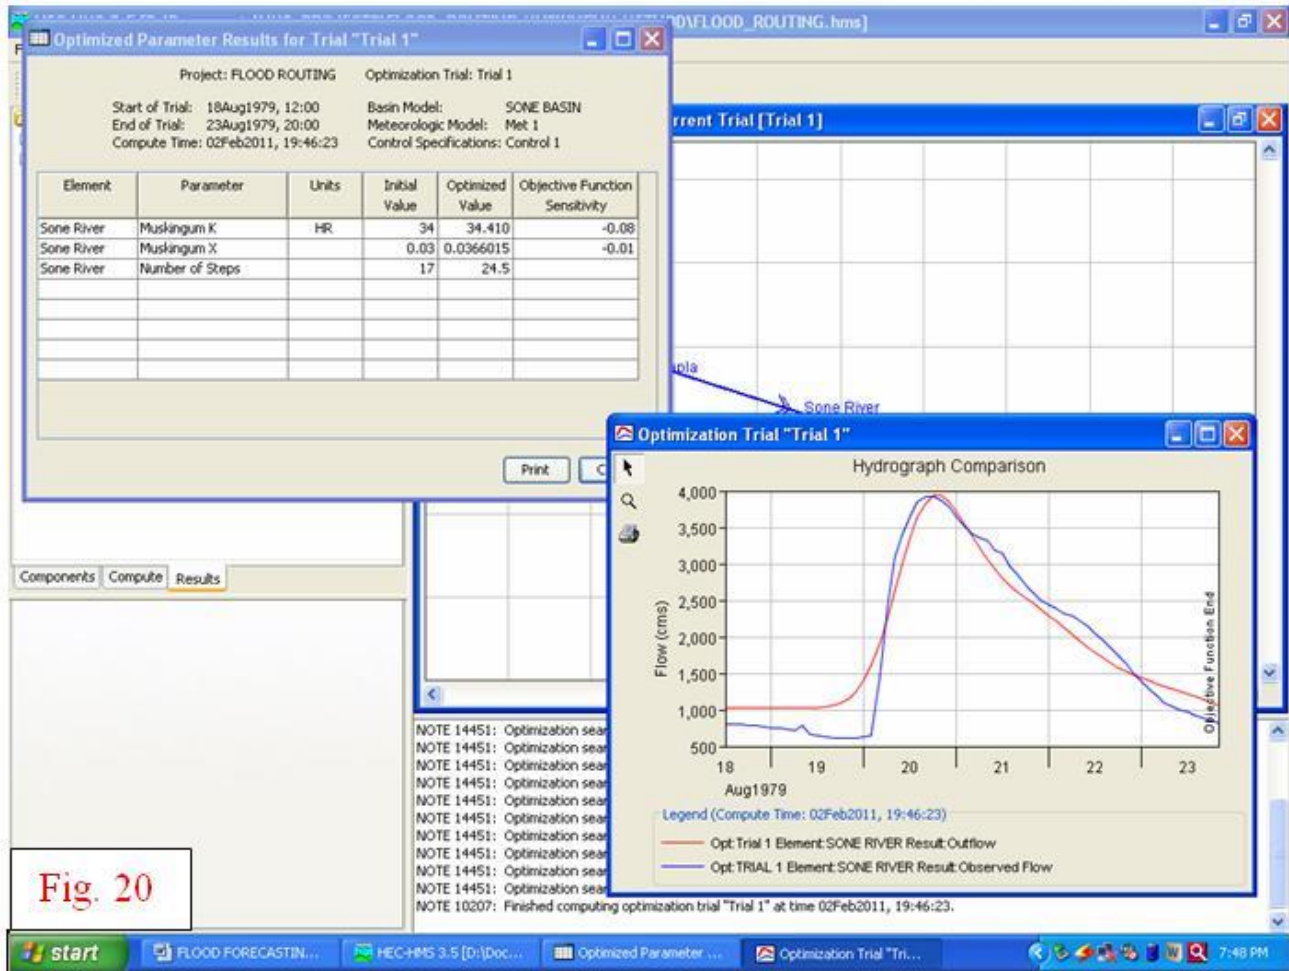 \FLOOD_ROUTING.hms]
Optimized Parameter Results for Trial "Trial 1"
Project: FLOOD ROUTING Optimization Trial: Trial 1
Start of Trial: 18Aug1979, 12:00 Basin Model: SONE BASIN
End of Trial: 23Aug1979, 20:00 Meteorologic Model: Met 1
Compute Time: 02Feb2011, 19:46:23 Control Specifications: Control 1
Element Parameter Units Initial Value Optimized Value Objective Function Sensitivity
Sone River Muskingum K HR 34 34.410 -0.08
Sone River Muskingum X 0.03 0.0366015 -0.01
Sone River Number of Steps 17 24.5
Print
rrent Trial [Trial 1]
upla
Sone River
Components Compute Results
Optimization Trial "Trial 1"
Hydrograph Comparison
Flow (cms)
4,000
3,500
3,000
2,500
2,000
1,500
1,000
500
18 19 20 21 22 23
Aug1979
Objective Function End
Legend (Compute Time: 02Feb2011, 19:46:23)
Opt:Trial 1 Element:SONE RIVER Result:Outflow
Opt:TRIAL 1 Element:SONE RIVER Result:Observed Flow
NOTE 14451: Optimization sear
NOTE 14451: Optimization sear
NOTE 14451: Optimization sear
NOTE 14451: Optimization sear
NOTE 14451: Optimization sear
NOTE 14451: Optimization sear
NOTE 14451: Optimization sear
NOTE 14451: Optimization sear
NOTE 14451: Optimization sear
NOTE 14451: Optimization sear
NOTE 10207: Finished computing optimization trial "Trial 1" at time 02Feb2011, 19:46:23.
Fig. 20
start FLOOD FORECASTIN... HEC-HMS 3.5 [D:\Doc... Optimized Parameter ... Optimization Trial "Tri... 7:48 PM